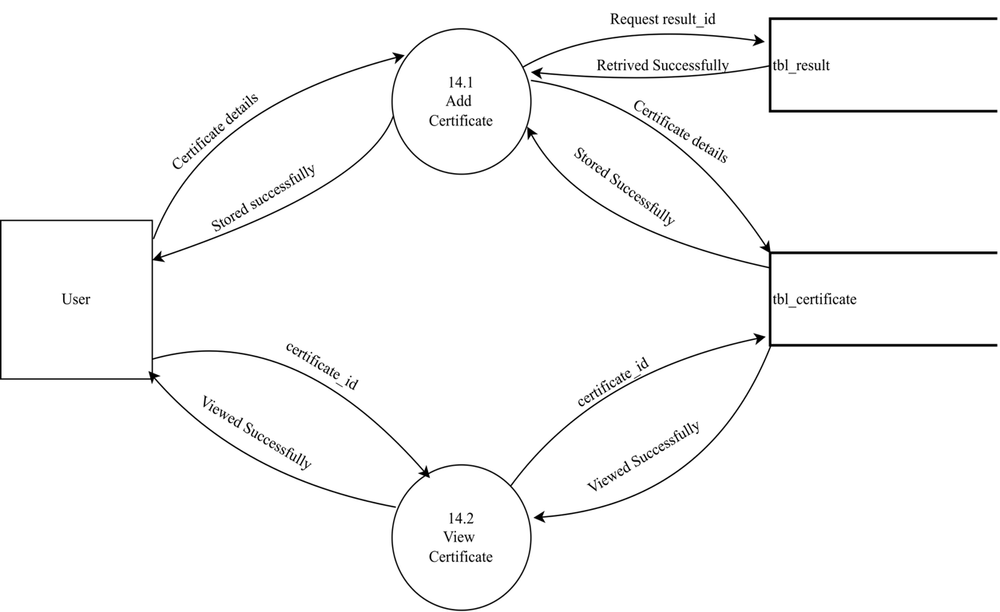 Request result_id
Retrived Successfully
tbl_result
14.1
Add
Certificate
Certificate details
Stored successfully
Certificate details
Stored Successfully
User
tbl_certificate
certificate_id
Viewed Successfully
certificate_id
Viewed Successfully
14.2
View
Certificate